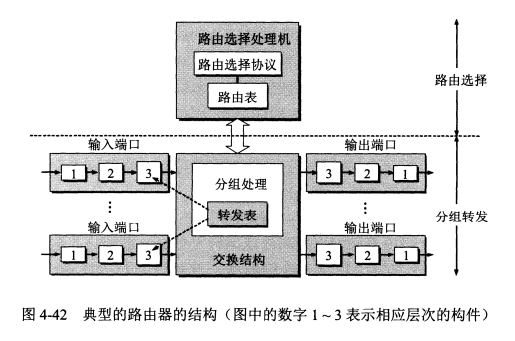 路由选择处理机
路由选择协议
路由表
路由选择
输入端口
输出端口
1 2 3
分组处理
3 2 1
转发表
分组转发
输入端口
输出端口
1 2 3
交换结构
3 2 1
图 4-42 典型的路由器的结构（图中的数字 1 ~ 3 表示相应层次的构件）